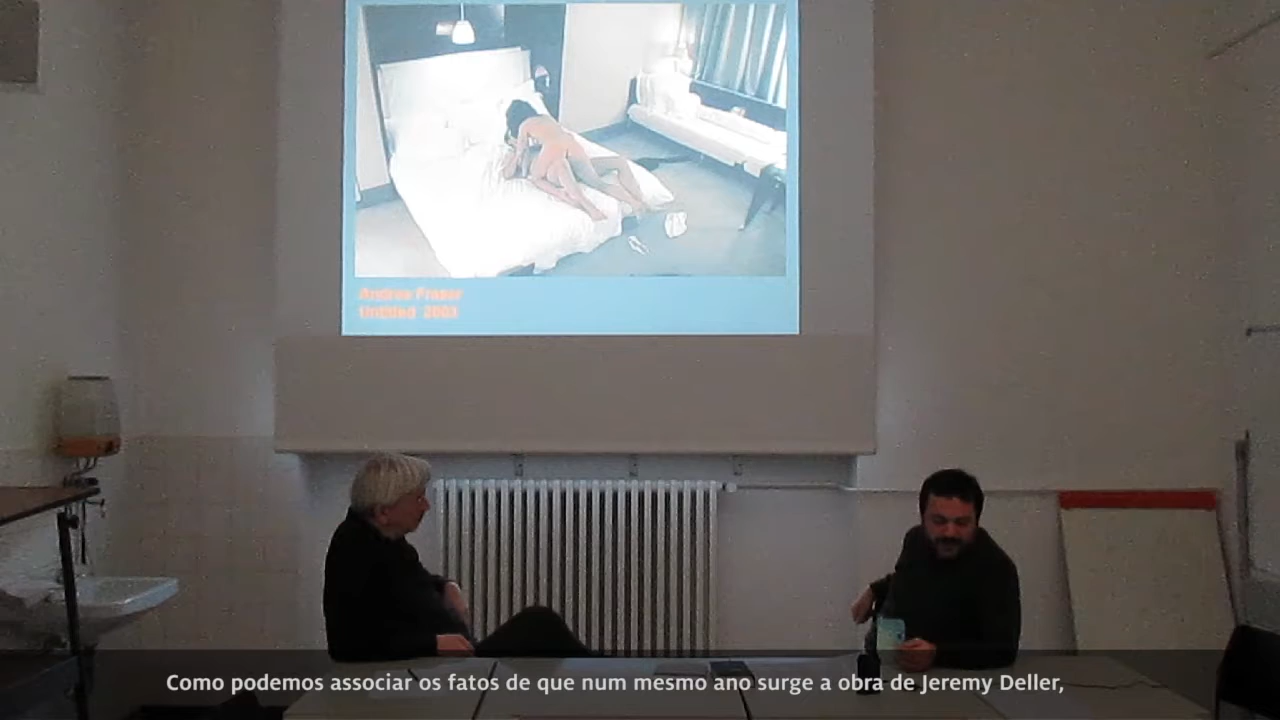 Andrea Fraser
Untitled 2003
Como podemos associar os fatos de que num mesmo ano surge a obra de Jeremy Deller,